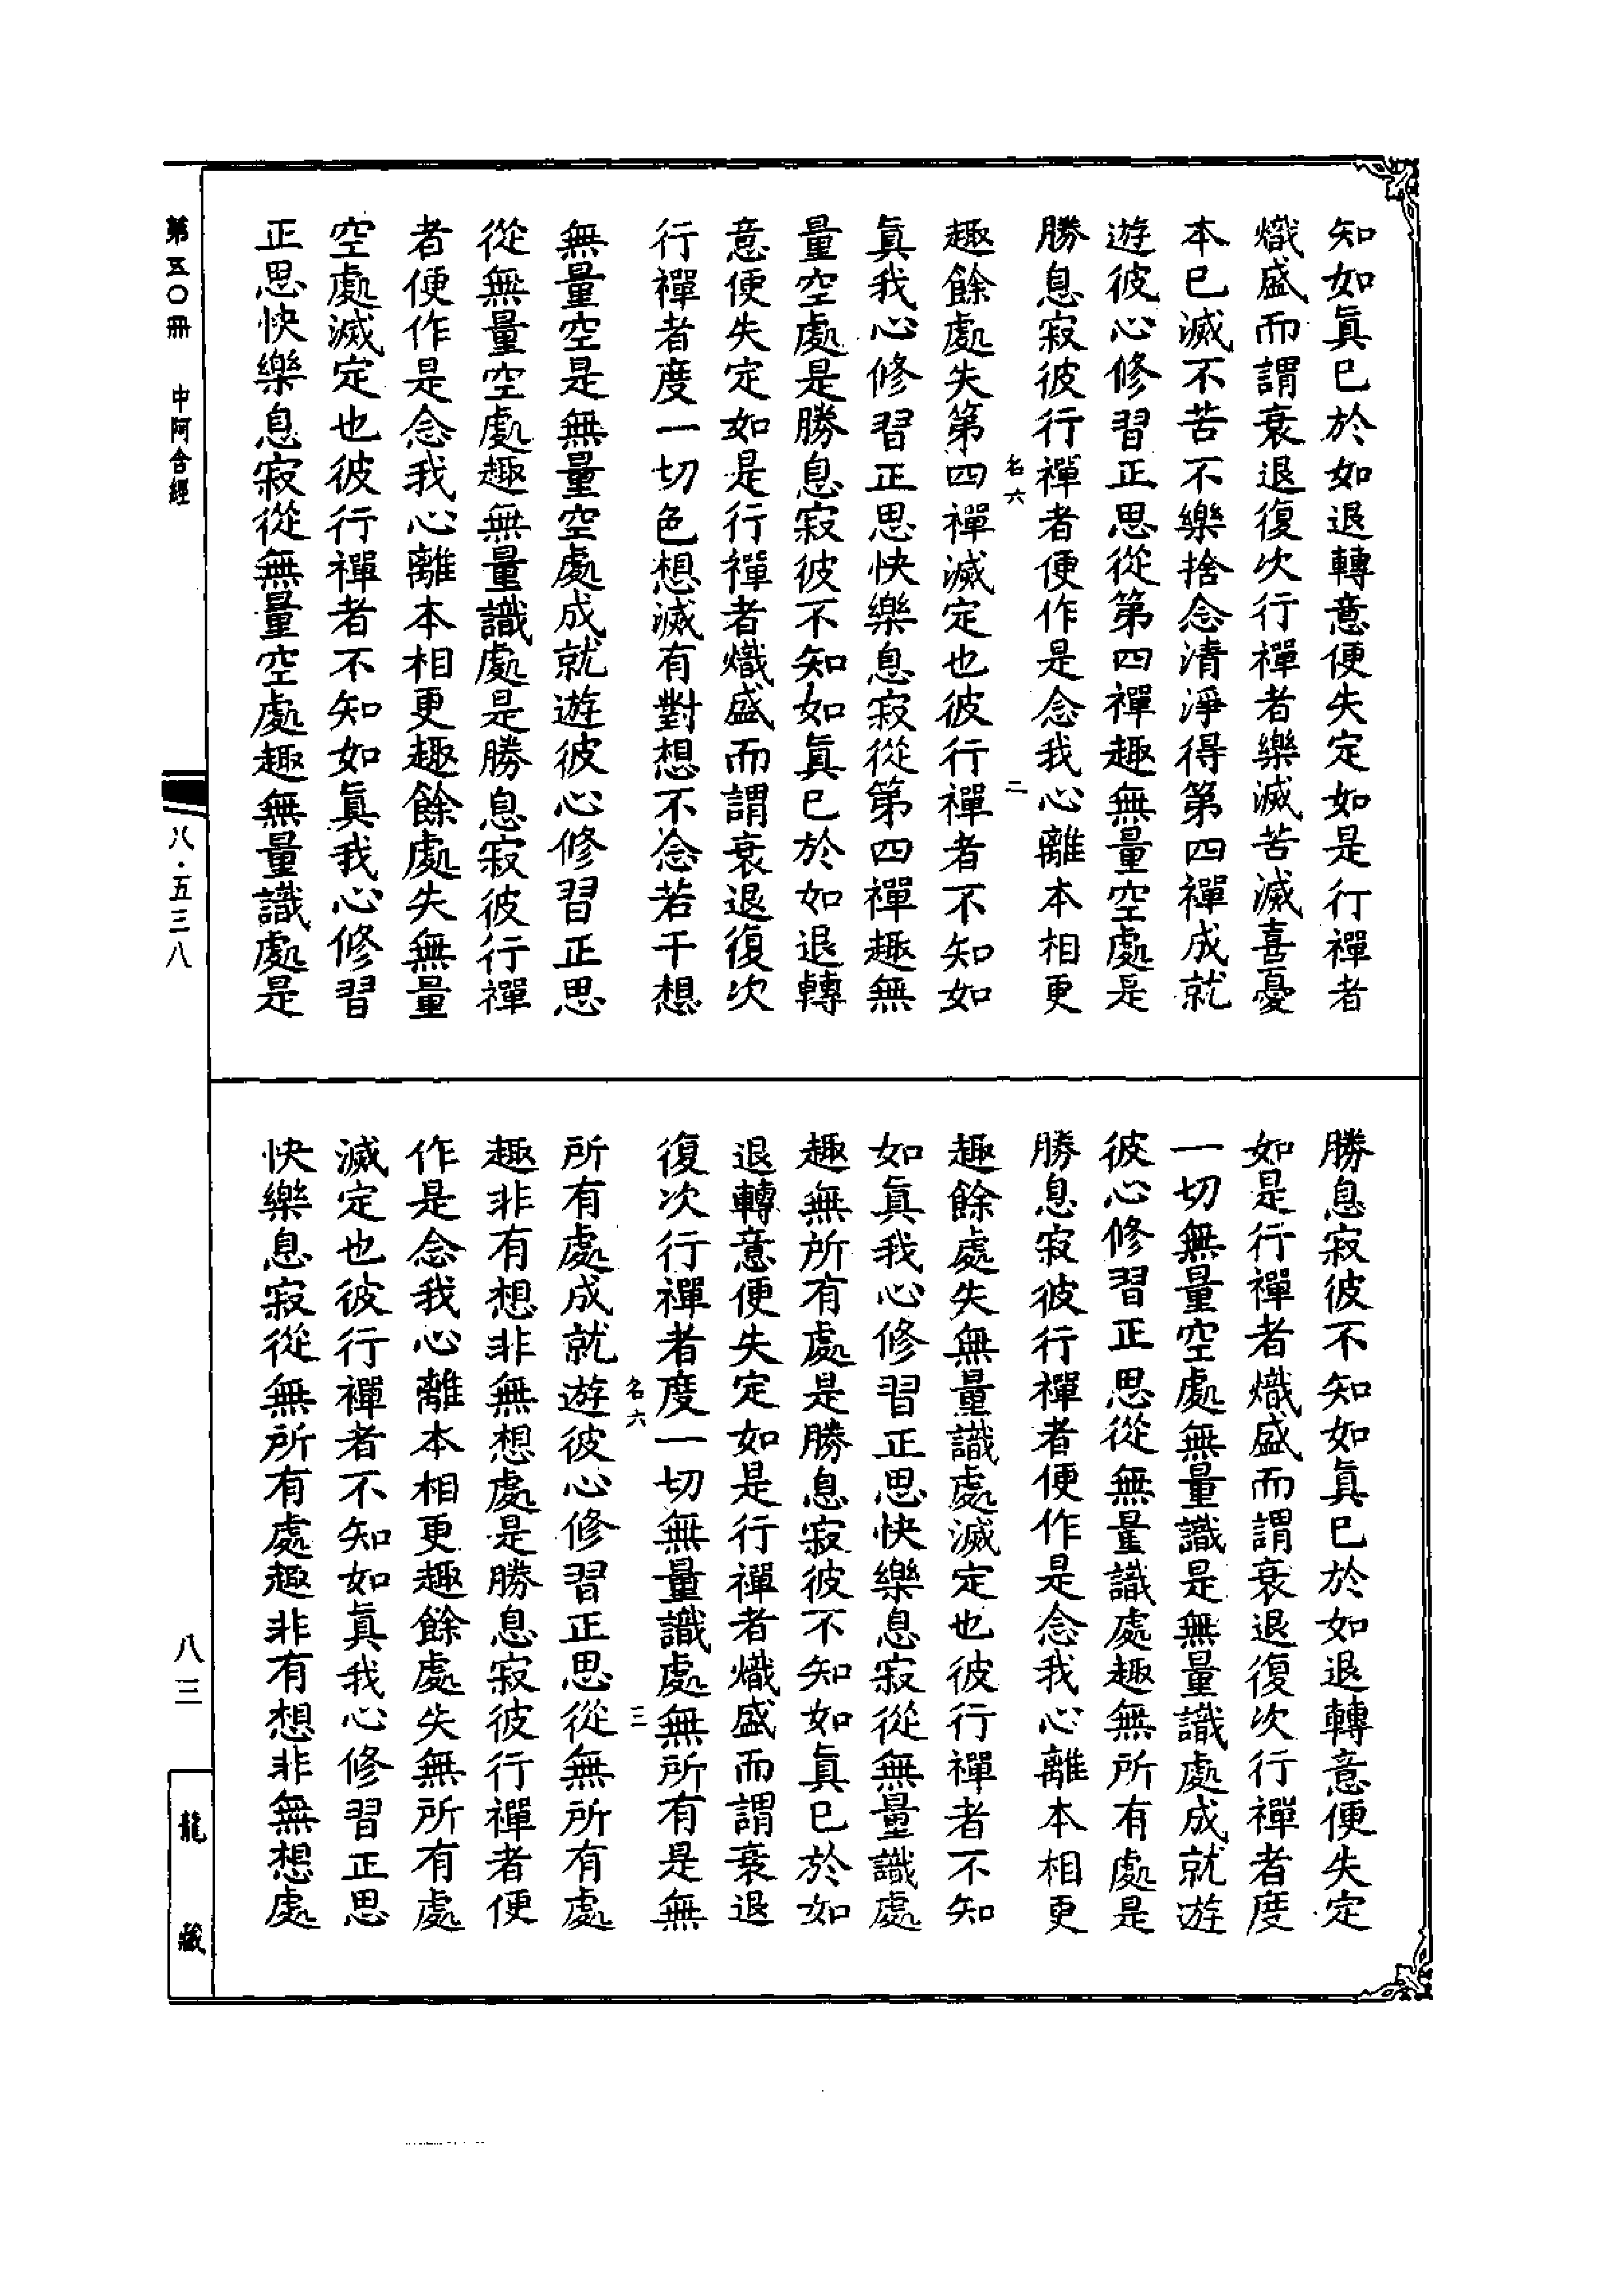 知如眞已於如退轉意便失定如是行禪者
熾盛而謂衰退復次行禪者樂滅苦滅喜憂
本已滅不苦不樂捨念清淨得第四禪成就
遊彼心修習正思從第四禪趣無量空處是
勝息寂彼行禪者便作是念我心離本相更
名六 二
趣餘處失第四禪滅定也彼行禪者不知如
眞我心修習正思快樂息寂從第四禪趣無
量空處是勝息寂彼不知如眞已於如退轉
意便失定如是行禪者熾盛而謂衰退復次
行禪者度一切色想滅有對想不念若干想
無量空是無量空處成就遊彼心修習正思
從無量空處趣無量識處是勝息寂彼行禪
者便作是念我心離本相更趣餘處失無量
空處滅定也彼行禪者不知如眞我心修習
正思快樂息寂從無量空處趣無量識處是
勝息寂彼不知如眞已於如退轉意便失定
如是行禪者熾盛而謂衰退復次行禪者度
一切無量空處無量識是無量識處成就遊
彼心修習正思從無量識處趣無所有處是
勝息寂彼行禪者便作是念我心離本相更
趣餘處失無量識處滅定也彼行禪者不知
如眞我心修習正思快樂息寂從無量識處
趣無所有處是勝息寂彼不知如眞已於如
退轉意便失定如是行禪者熾盛而謂衰退
復次行禪者度一切無量識處無所有是無
名六 三
所有處成就遊彼心修習正思從無所有處
趣非有想非無想處是勝息寂彼行禪者便
作是念我心離本相更趣餘處失無所有處
滅定也彼行禪者不知如眞我心修習正思
快樂息寂從無所有處趣非有想非無想處
第五〇冊 中阿含經
八·五三八
八三
龍藏